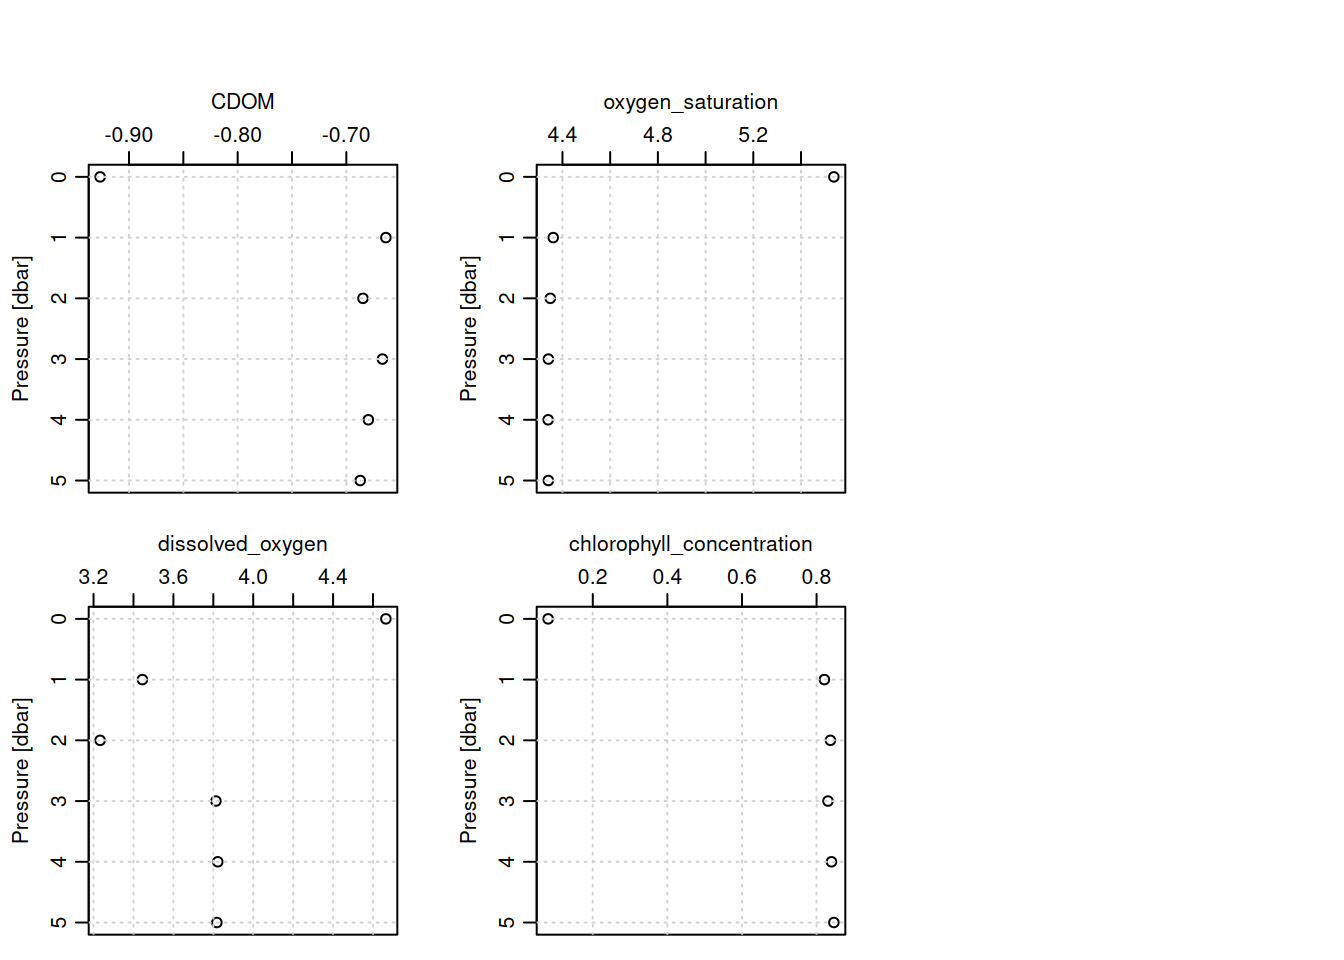 CDOM
-0.90 -0.80 -0.70
0
1
2
3
4
5
Pressure [dbar]
oxygen_saturation
4.4 4.8 5.2
0
1
2
3
4
5
Pressure [dbar]
dissolved_oxygen
3.2 3.6 4.0 4.4
0
1
2
3
4
5
Pressure [dbar]
chlorophyll_concentration
0.2 0.4 0.6 0.8
0
1
2
3
4
5
Pressure [dbar]